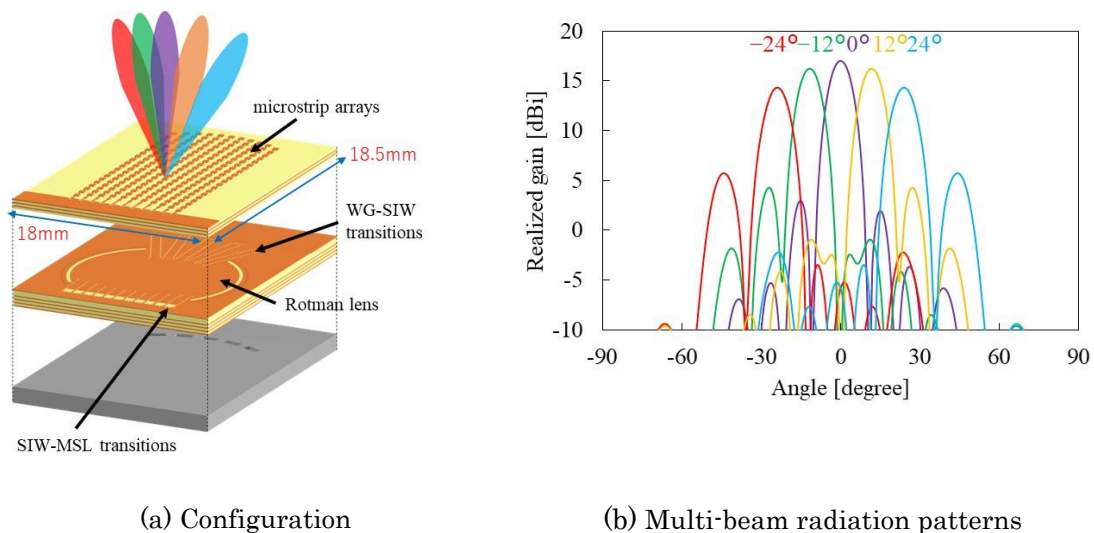 microstrip arrays
18.5mm
WG-SIW
transitions
18mm
Rotman lens
SIW-MSL transitions
(a) Configuration
−24°−12°0°12°24°
Realized gain [dBi]
20
15
10
5
0
-5
-10
-90 -60 -30 0 30 60 90
Angle [degree]
(b) Multi-beam radiation patterns